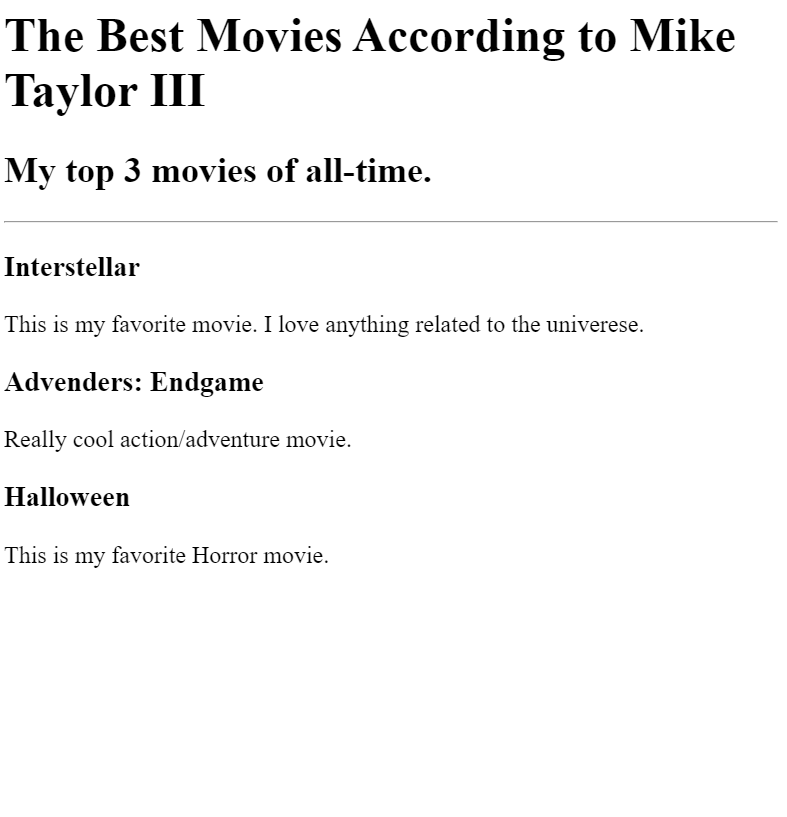 The Best Movies According to Mike
Taylor III
My top 3 movies of all-time.
Interstellar
This is my favorite movie. I love anything related to the univerese.
Advenders: Endgame
Really cool action/adventure movie.
Halloween
This is my favorite Horror movie.